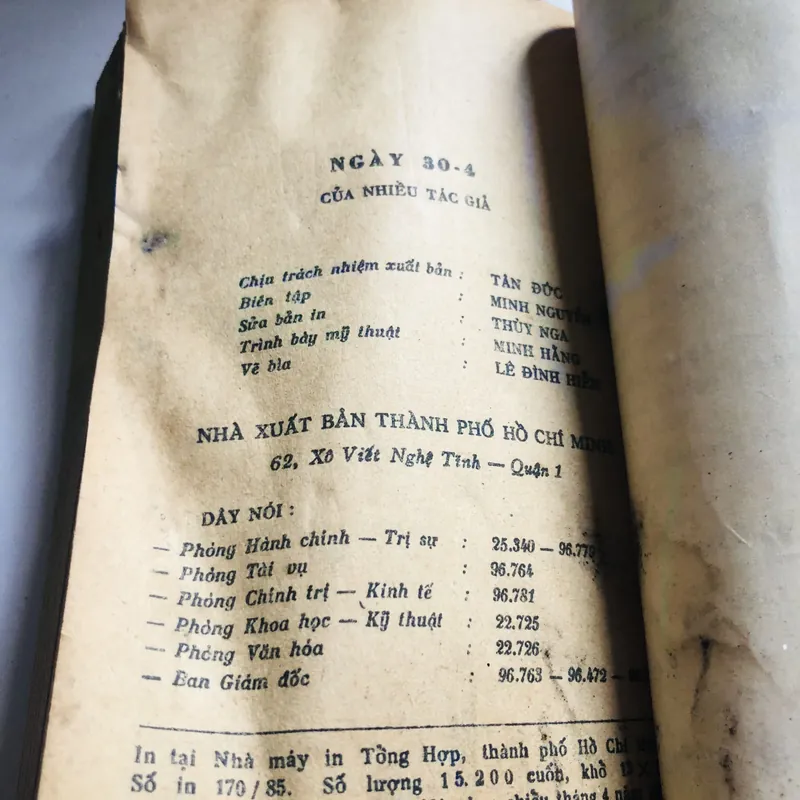 NGÀY 30-4
CỦA NHIỀU TÁC GIẢ
Chịu trách nhiệm xuất bản : TÂN ĐỨC
Biên tập : MINH
Sửa bản in : THÙY NGA
Trình bày mỹ thuật : MINH HẰNG
Vẽ bìa : LÊ ĐÌNH
NHÀ XUẤT BẢN THÀNH PHỐ HỒ CHÍ MINH
62, Xô Viết Nghệ Tĩnh — Quận 1
DÂY NÓI :
— Phòng Hành chính — Trị sự : 25.340 —
— Phòng Tài vụ : 96.764
— Phòng Chính trị — Kinh tế : 96.781
— Phòng Khoa học — Kỹ thuật : 22.725
— Phòng Văn hóa : 22.726
— Ban Giám đốc : 96.763 — 96.472 —
In tại Nhà máy in Tổng Hợp, thành phố Hồ Chí
Số in 170/85. Số lượng 15.200 cuốn, khổ
tháng 4